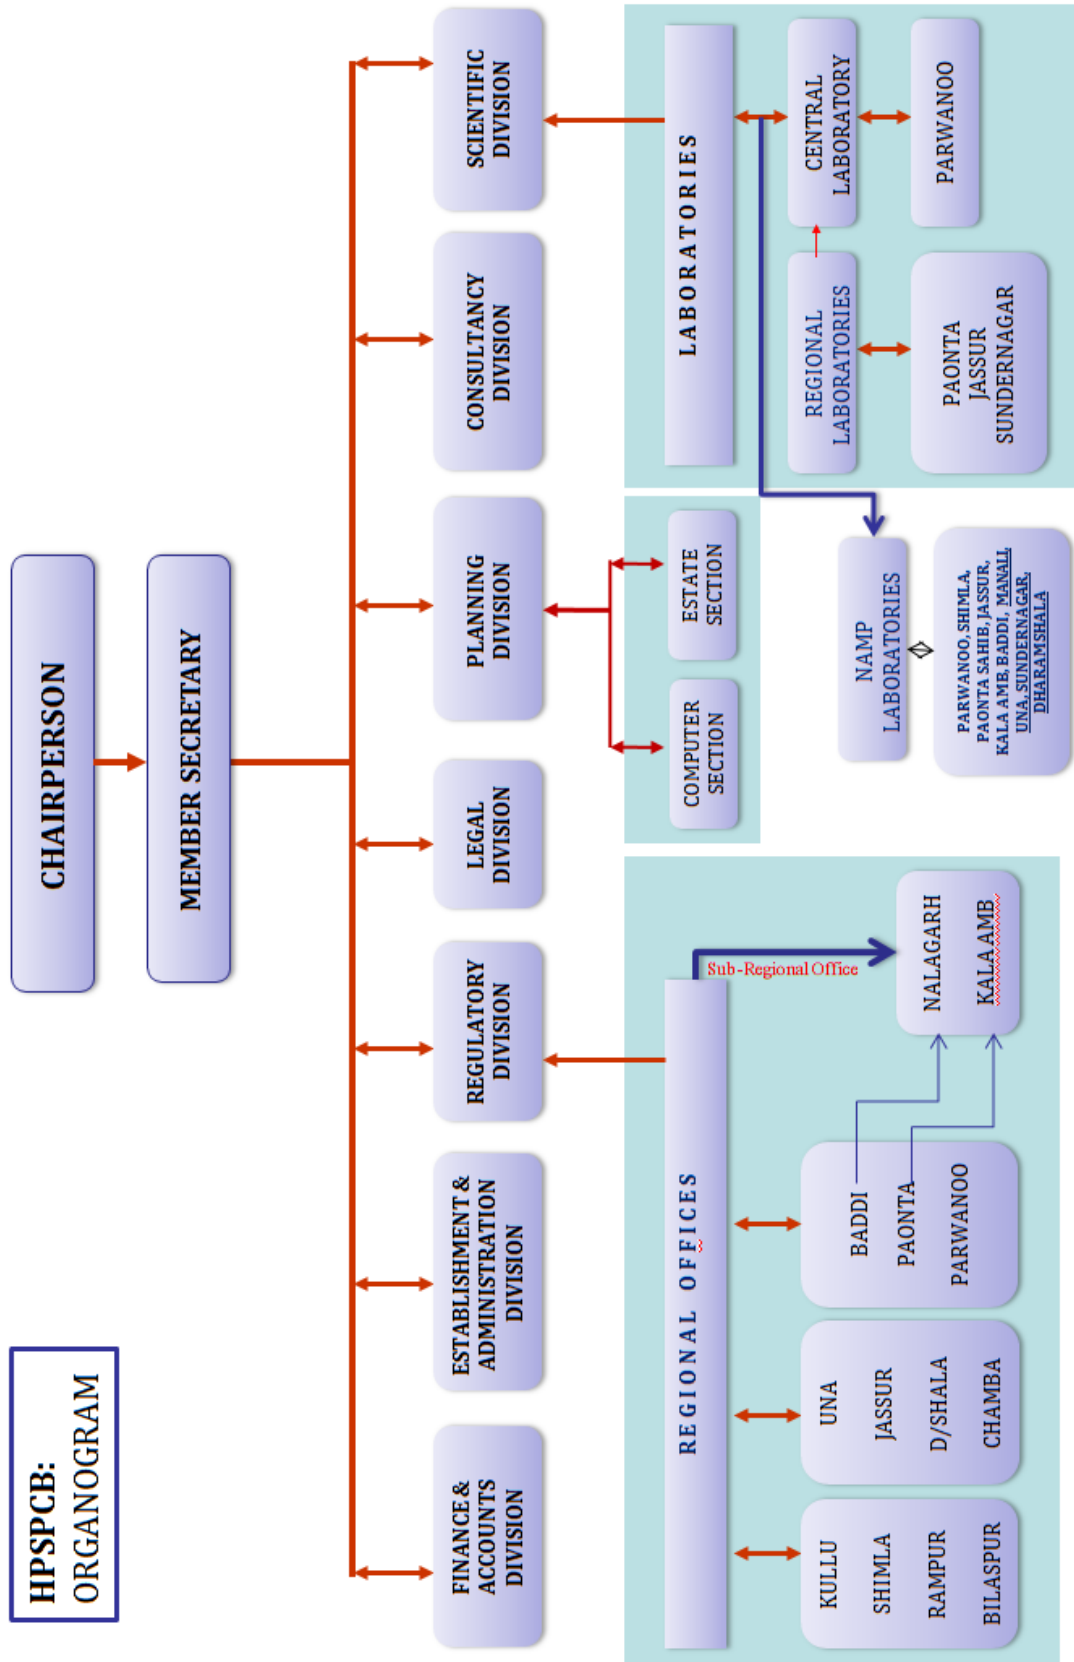 HPSPCB:
ORGANOGRAM
CHAIRPERSON
MEMBER SECRETARY
FINANCE &
ACCOUNTS
DIVISION
ESTABLISHMENT &
ADMINISTRATION
DIVISION
REGULATORY
DIVISION
LEGAL
DIVISION
PLANNING
DIVISION
CONSULTANCY
DIVISION
SCIENTIFIC
DIVISION
REGIONAL OFFICES
Sub-Regional Office
KULLU
SHIMLA
RAMPUR
BILASPUR
UNA
JASSUR
D/SHALA
CHAMBA
BADDI
PAONTA
PARWANOO
NALAGARH
KALA AMB
COMPUTER
SECTION
ESTATE
SECTION
LABORATORIES
REGIONAL
LABORATORIES
CENTRAL
LABORATORY
PAONTA
JASSUR
SUNDERNAGAR
PARWANOO
NAMP
LABORATORIES
PARWANOO, SHIMLA,
PAONTA SAHIB, JASSUR,
KALA AMB, BADDI, MANALI,
UNA, SUNDERNAGAR,
DHARAMSHALA